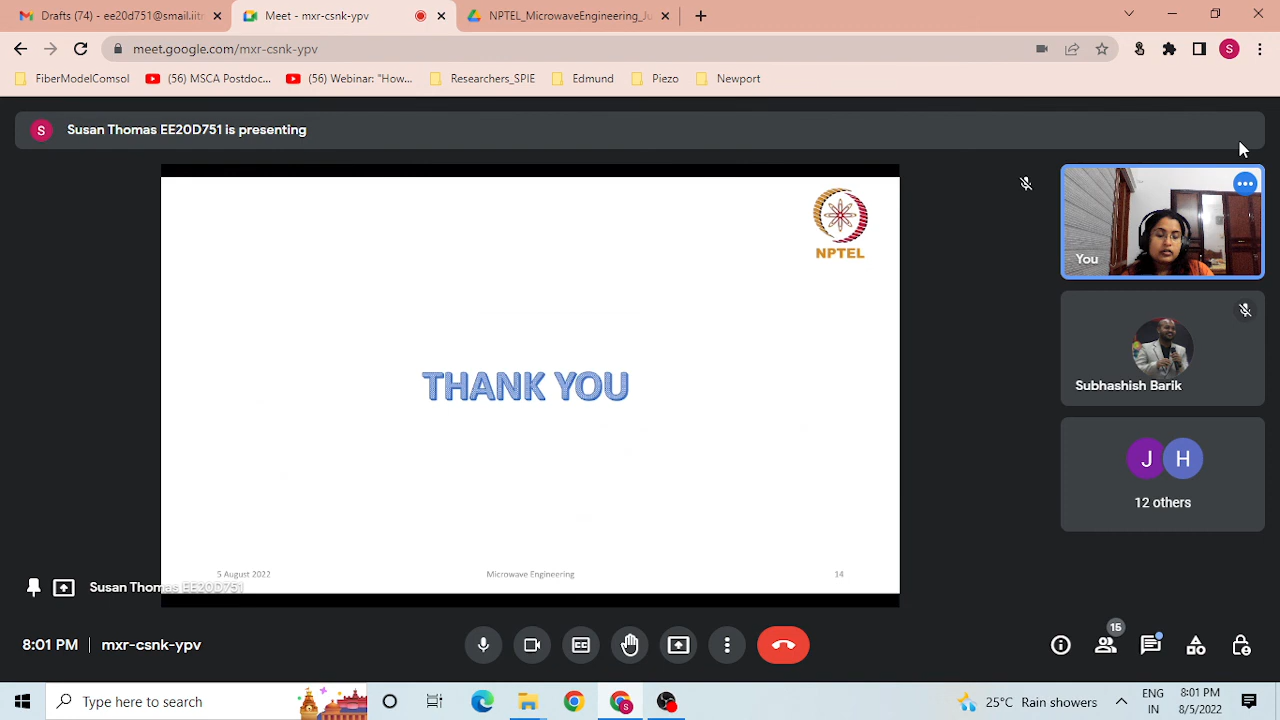 Drafts (74) - ee20d751@smail.iitm
Meet - mxr-csnk-ypv
NPTEL_MicrowaveEngineering_Ju
meet.google.com/mxr-csnk-ypv
FiberModelComsol
(56) MSCA Postdoc...
(56) Webinar: "How...
Researchers_SPIE
Edmund
Piezo
Newport
S
S
Susan Thomas EE20D751 is presenting
NPTEL
You
THANK YOU
Subhashish Barik
J
H
12 others
5 August 2022
Microwave Engineering
14
Susan Thomas EE20D751
8:01 PM
mxr-csnk-ypv
15
Type here to search
25°C Rain showers
ENG
IN
8:01 PM
8/5/2022